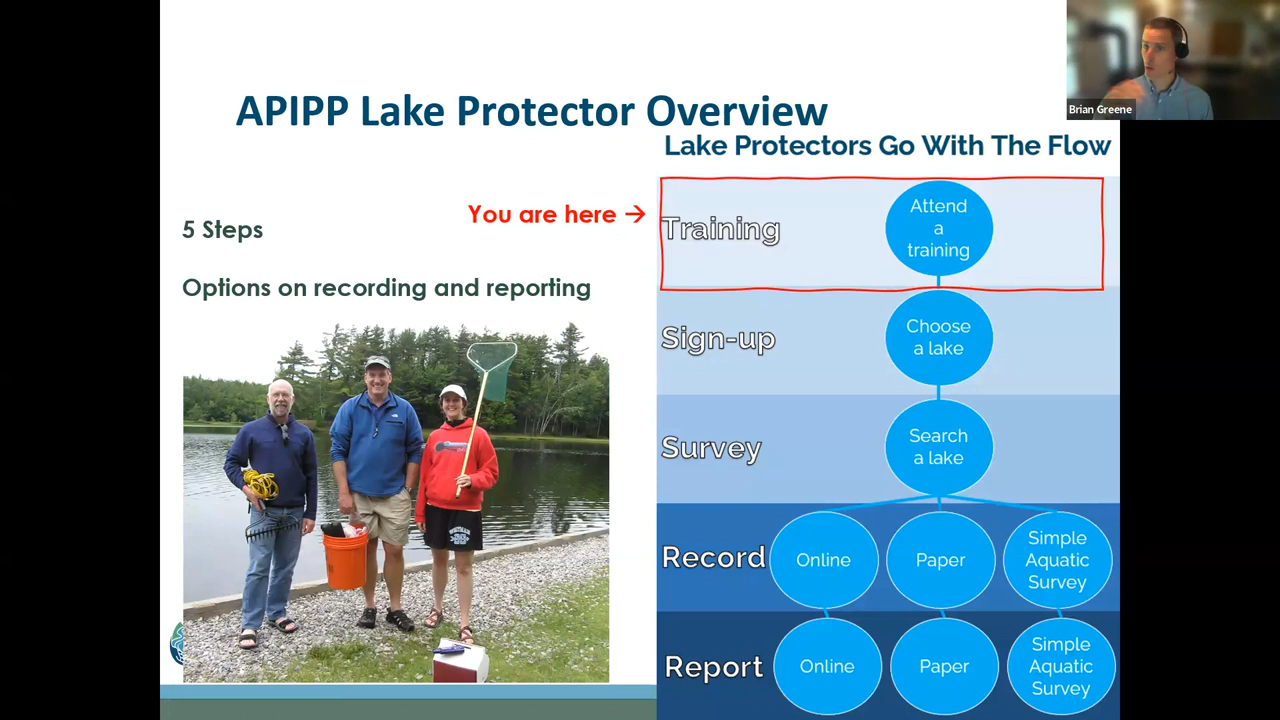 APIPP Lake Protector Overview
Brian Greene
Lake Protectors Go With The Flow
You are here →
5 Steps
Options on recording and reporting
Training
Attend
a
training
Sign-up
Choose
a lake
Survey
Search
a lake
Record
Online
Paper
Simple
Aquatic
Survey
Report
Online
Paper
Simple
Aquatic
Survey